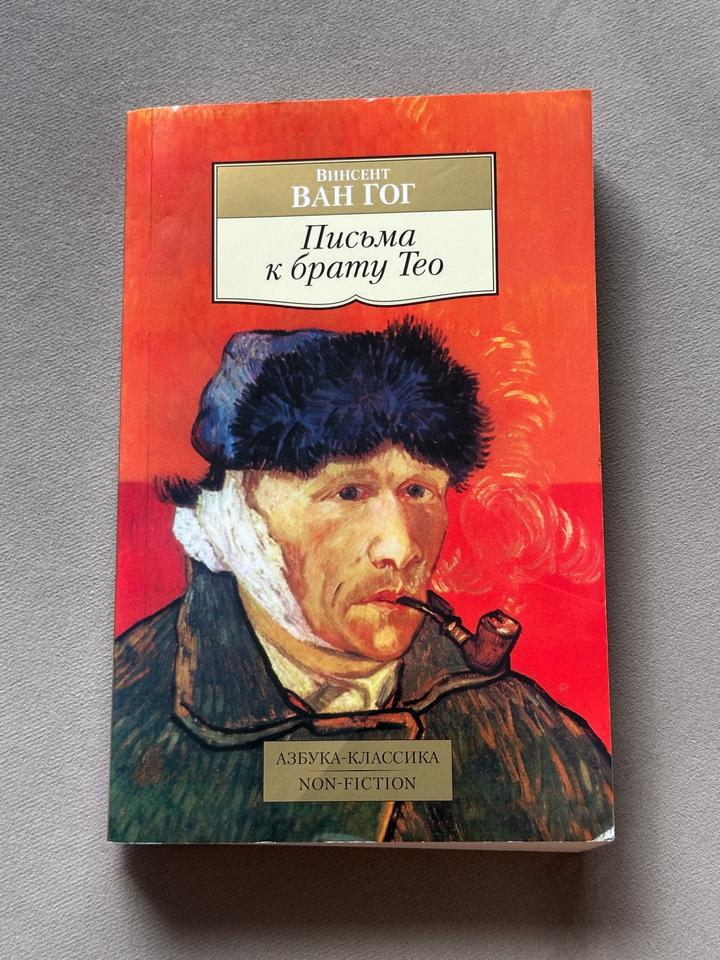 Винсент
ВАН ГОГ
Письма
к брату Тео
АЗБУКА-КЛАССИКА
NON-FICTION